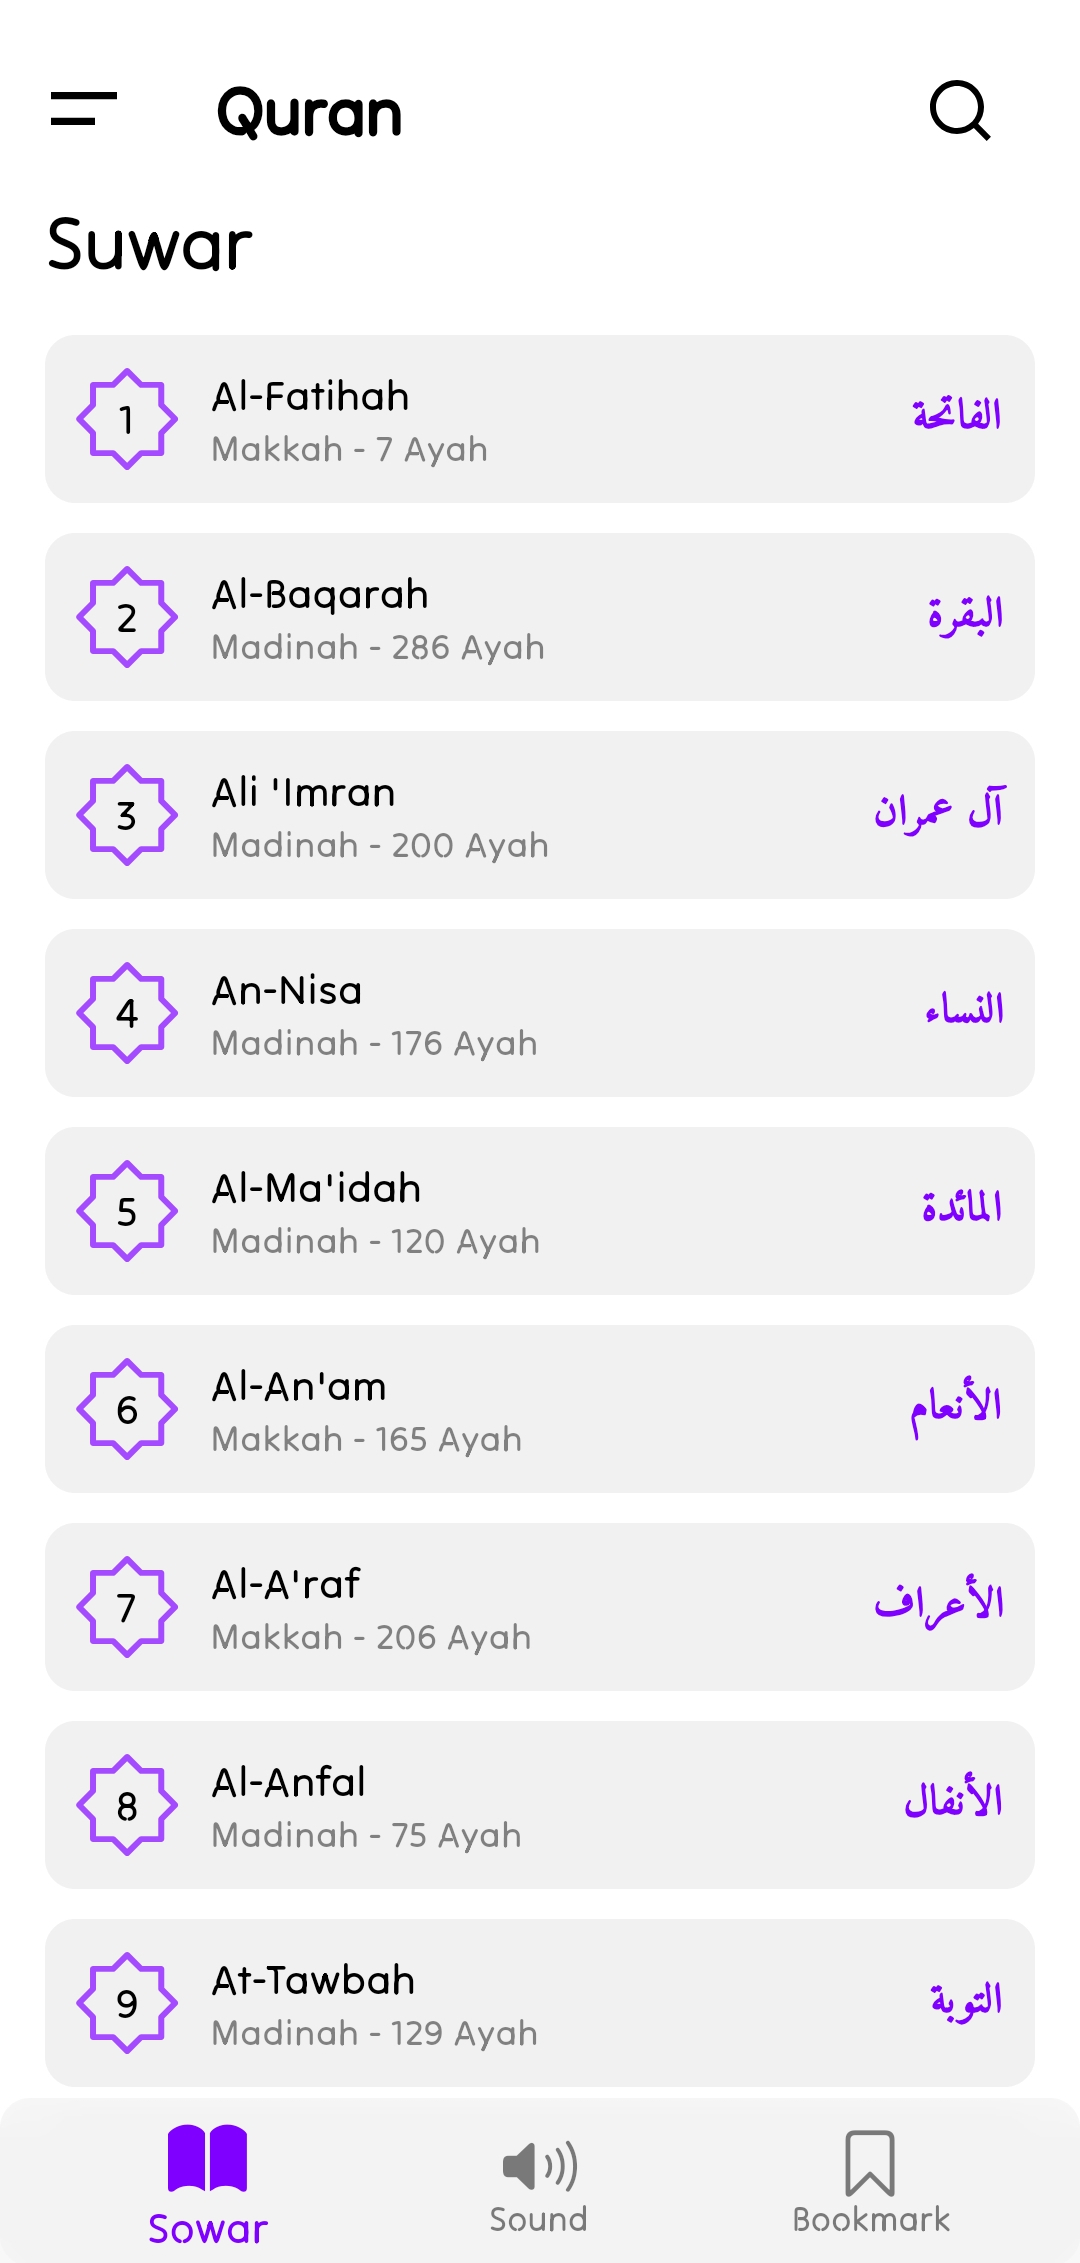 Quran
Suwar
1
Al-Fatihah
الفاتحة
Makkah - 7 Ayah
2
Al-Baqarah
البقرة
Madinah - 286 Ayah
3
Ali 'Imran
آل عمران
Madinah - 200 Ayah
4
An-Nisa
النساء
Madinah - 176 Ayah
5
Al-Ma'idah
المائدة
Madinah - 120 Ayah
6
Al-An'am
الأنعام
Makkah - 165 Ayah
7
Al-A'raf
الأعراف
Makkah - 206 Ayah
8
Al-Anfal
الأنفال
Madinah - 75 Ayah
9
At-Tawbah
التوبة
Madinah - 129 Ayah
Sowar
Sound
Bookmark